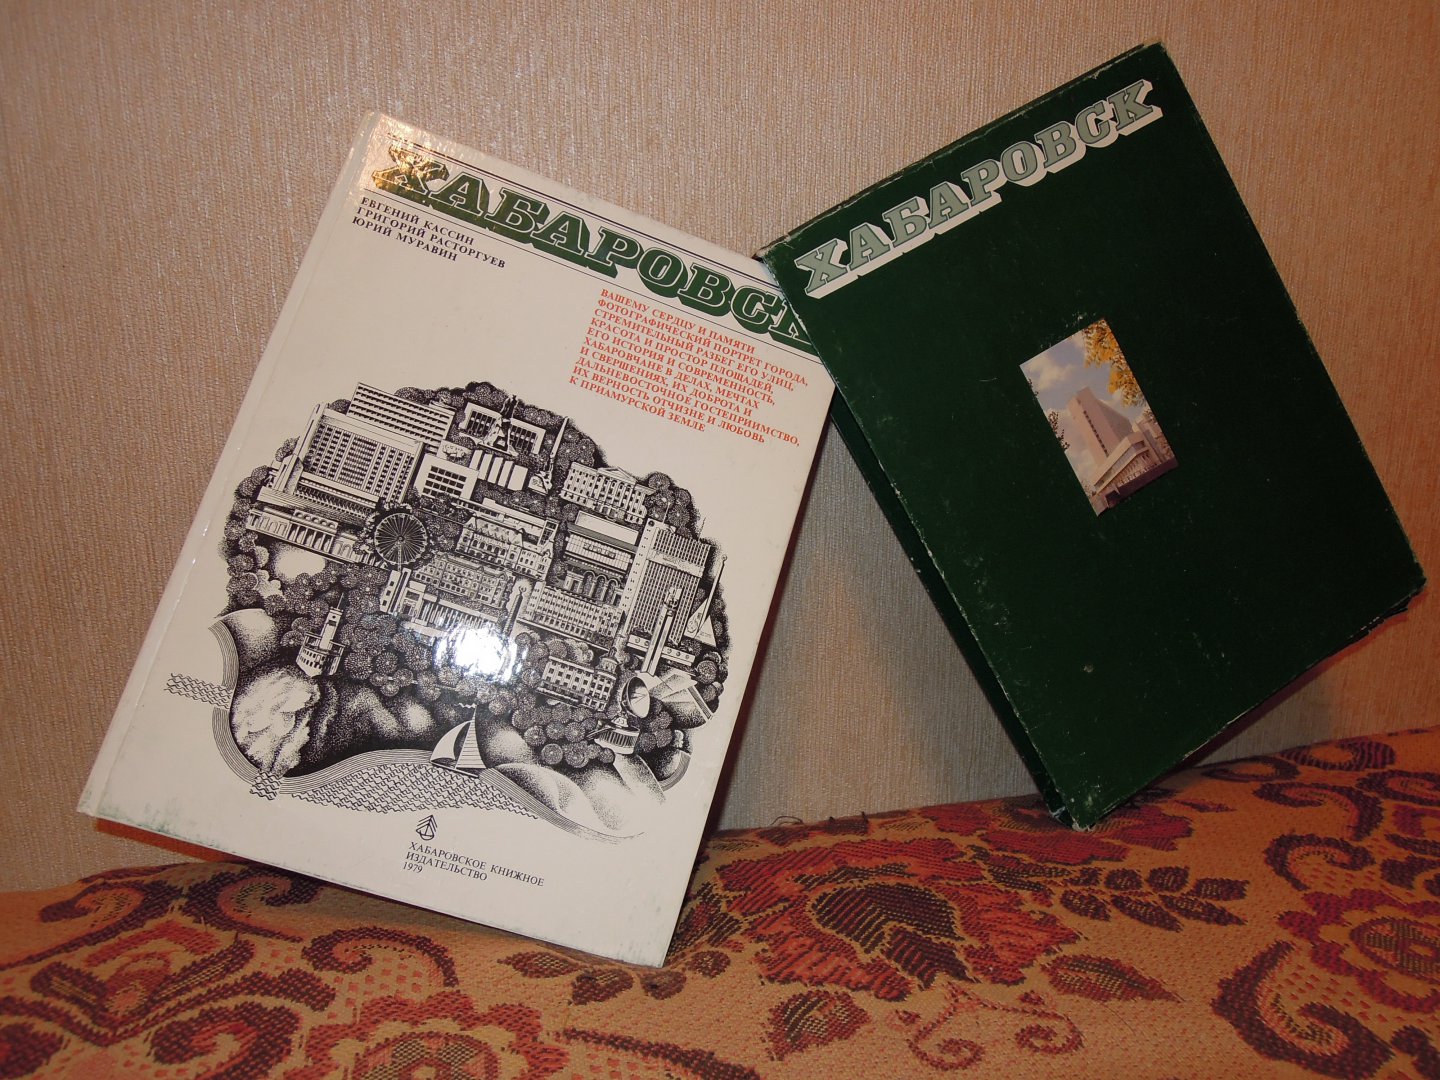 ХАБАРОВСК
ЕВГЕНИЙ КАССИН
ГРИГОРИЙ РАСТОРГУЕВ
ЮРИЙ МУРАВИН
ВАШЕМУ СЕРДЦУ И ПАМЯТИ
ФОТОГРАФИЧЕСКИЙ ПОРТРЕТ ГОРОДА,
СТРЕМИТЕЛЬНЫЙ РАЗБЕГ ЕГО УЛИЦ,
КРАСОТА И ПРОСТОР ПЛОЩАДЕЙ,
ЕГО ИСТОРИЯ И СОВРЕМЕННОСТЬ,
ХАБАРОВЧАНЕ В ДЕЛАХ, МЕЧТАХ
И СВЕРШЕНИЯХ, ИХ ДОБРОТА И
ДАЛЬНЕВОСТОЧНОЕ ГОСТЕПРИИМСТВО,
ИХ ВЕРНОСТЬ ОТЧИЗНЕ И ЛЮБОВЬ
К ПРИАМУРСКОЙ ЗЕМЛЕ
ХАБАРОВСКОЕ КНИЖНОЕ
ИЗДАТЕЛЬСТВО
1979
ХАБАРОВСК